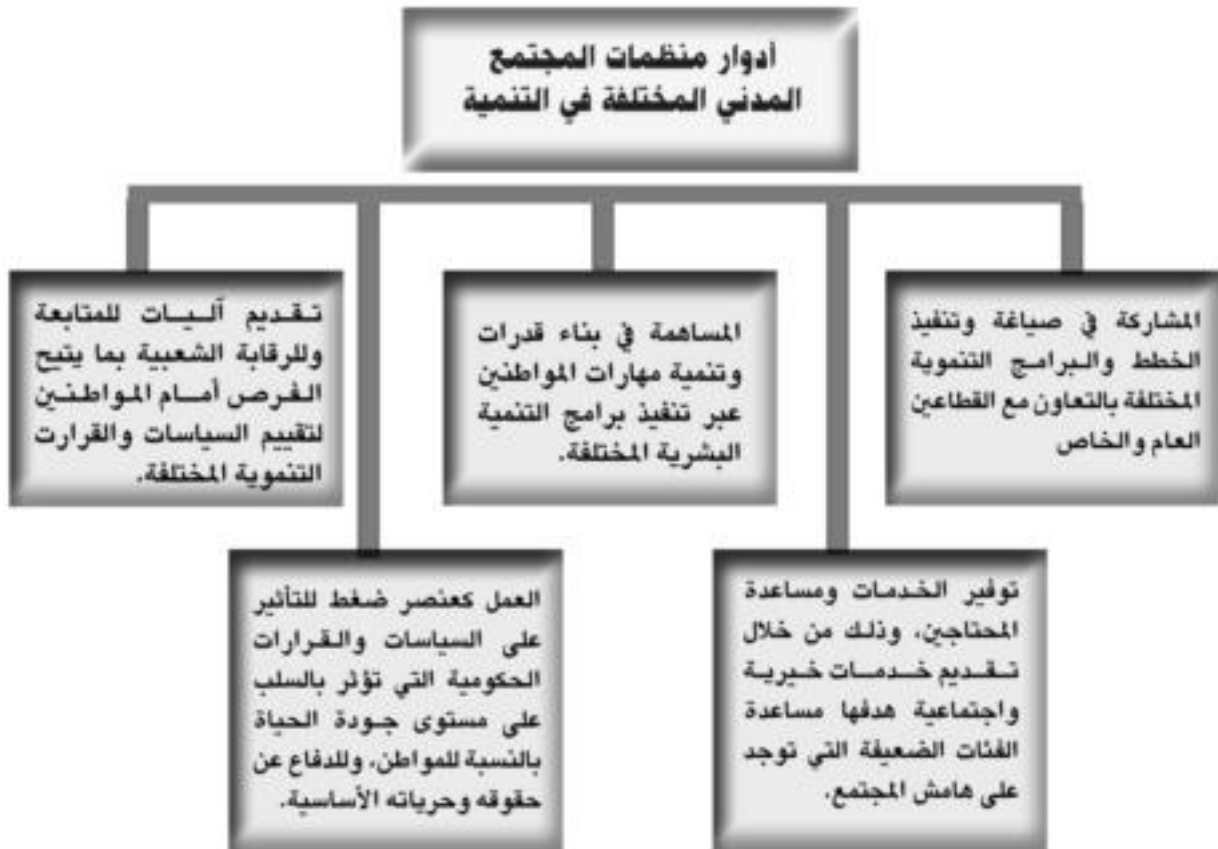 أدوار منظمات المجتمع
المدني المختلفة في التنمية
المشاركة في صياغة وتنفيذ
الخطط والبرامج التنموية
المختلفة بالتعاون مع القطاعين
العام والخاص
توفير الخدمات ومساعدة
المحتاجين، وذلك من خلال
تقديم خدمات خيرية
واجتماعية هدفها مساعدة
الفئات الضعيفة التي توجد
على هامش المجتمع.
المساهمة في بناء قدرات
وتنمية مهارات المواطنين
عبر تنفيذ برامج التنمية
البشرية المختلفة.
العمل كعنصر ضغط للتأثير
على السياسات والقرارات
الحكومية التي تؤثر بالسلب
على مستوى جودة الحياة
بالنسبة للمواطن، وللدفاع عن
حقوقه وحرياته الأساسية.
تقديم آليات للمتابعة
وللرقابة الشعبية بما يتيح
الفرص أمام المواطنين
لتقييم السياسات والقرارت
التنموية المختلفة.